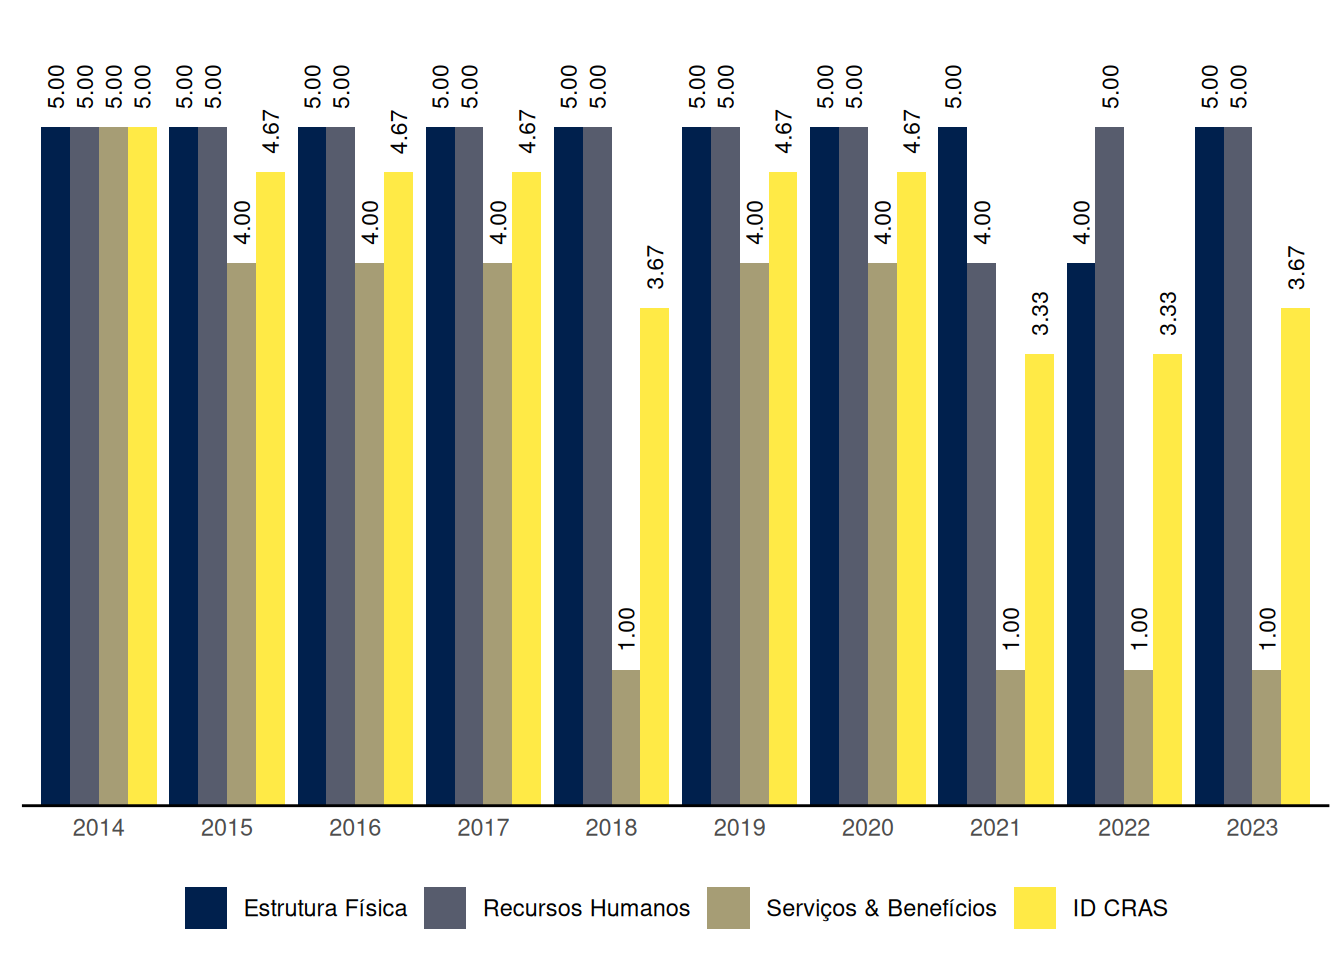 5.00 5.00 5.00 5.00 5.00 5.00 4.00 4.67 5.00 5.00 4.00 4.67 5.00 5.00 4.00 4.67 5.00 5.00 1.00 3.67 5.00 5.00 4.00 4.67 5.00 5.00 4.00 4.67 5.00 4.00 1.00 3.33 4.00 5.00 1.00 3.33 5.00 5.00 1.00 3.67
2014 2015 2016 2017 2018 2019 2020 2021 2022 2023
Estrutura Física Recursos Humanos Serviços & Benefícios ID CRAS